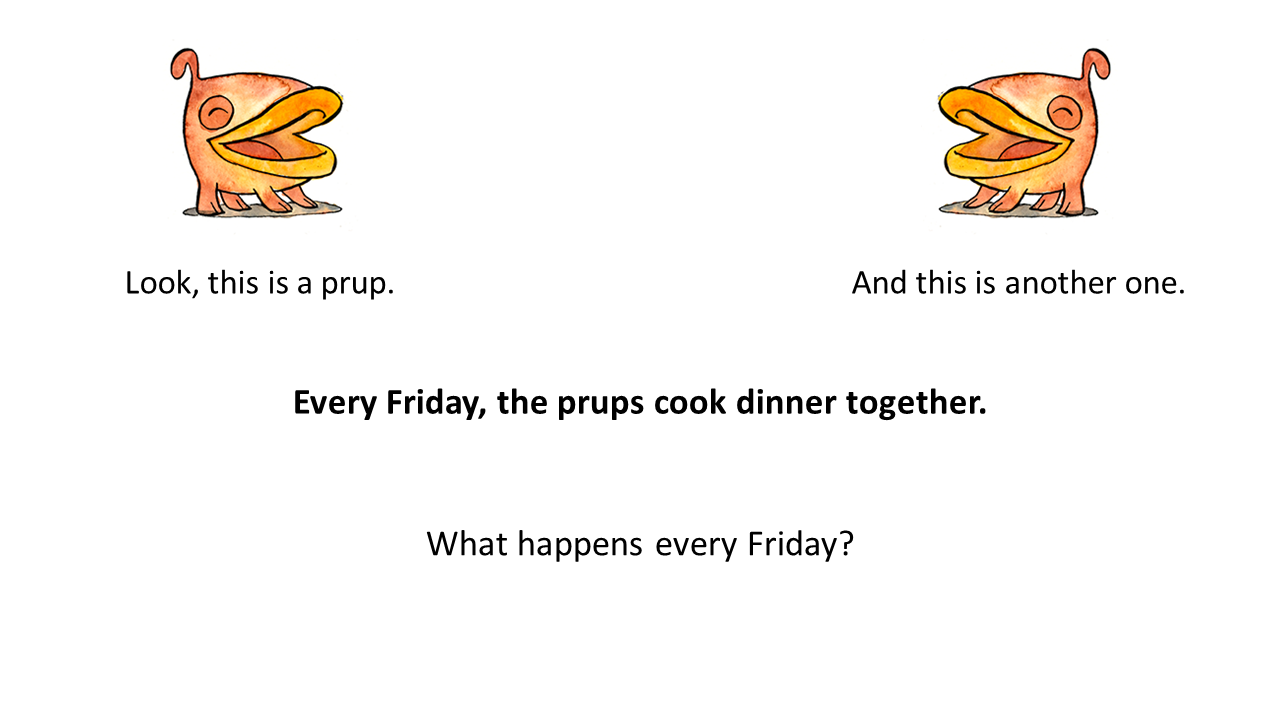 Look, this is a prup.
And this is another one.
Every Friday, the prups cook dinner together.
What happens every Friday?